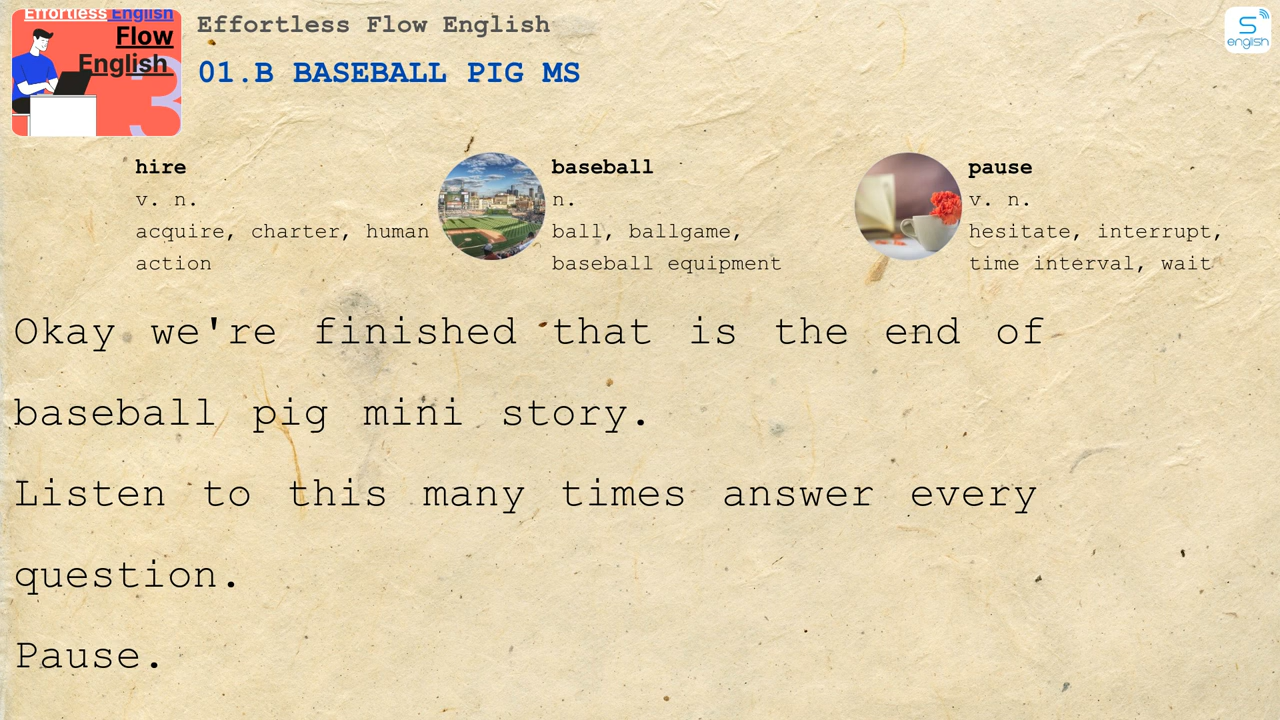 Effortless English
Flow
English
3
Effortless Flow English
01.B BASEBALL PIG MS
S
english
hire
v. n.
acquire, charter, human
action
baseball
n.
ball, ballgame,
baseball equipment
pause
v. n.
hesitate, interrupt,
time interval, wait
Okay we're finished that is the end of
baseball pig mini story.
Listen to this many times answer every
question.
Pause.